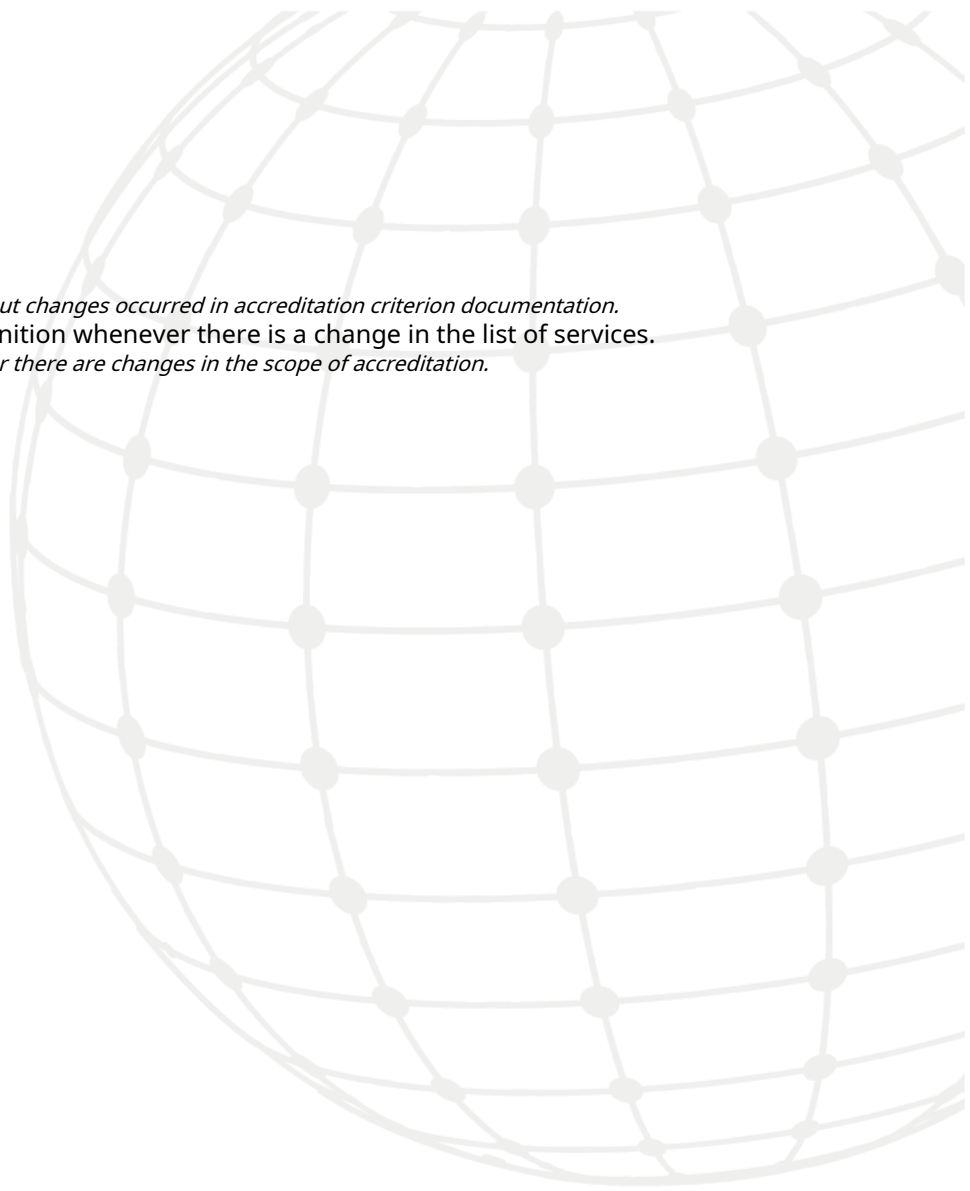 ut changes occurred in accreditation criterion documentation.
nition whenever there is a change in the list of services.
r there are changes in the scope of accreditation.